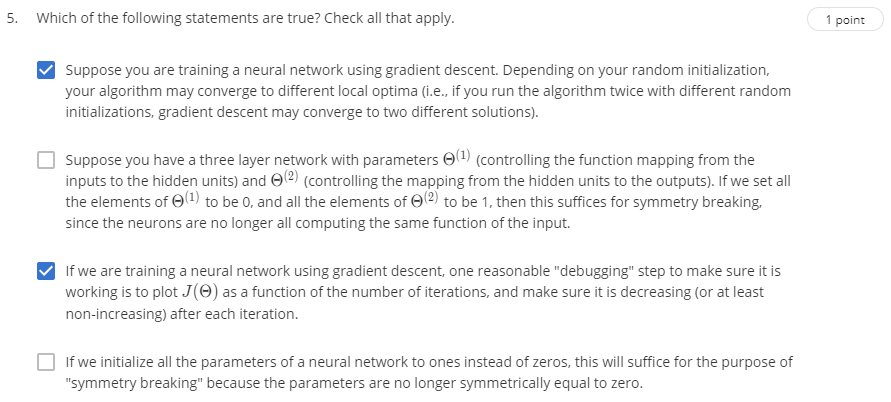 5. Which of the following statements are true? Check all that apply.
1 point
Suppose you are training a neural network using gradient descent. Depending on your random initialization,
your algorithm may converge to different local optima (i.e., if you run the algorithm twice with different random
initializations, gradient descent may converge to two different solutions).
Suppose you have a three layer network with parameters Θ⁽¹⁾ (controlling the function mapping from the
inputs to the hidden units) and Θ⁽²⁾ (controlling the mapping from the hidden units to the outputs). If we set all
the elements of Θ⁽¹⁾ to be 0, and all the elements of Θ⁽²⁾ to be 1, then this suffices for symmetry breaking,
since the neurons are no longer all computing the same function of the input.
If we are training a neural network using gradient descent, one reasonable "debugging" step to make sure it is
working is to plot J(Θ) as a function of the number of iterations, and make sure it is decreasing (or at least
non-increasing) after each iteration.
If we initialize all the parameters of a neural network to ones instead of zeros, this will suffice for the purpose of
"symmetry breaking" because the parameters are no longer symmetrically equal to zero.